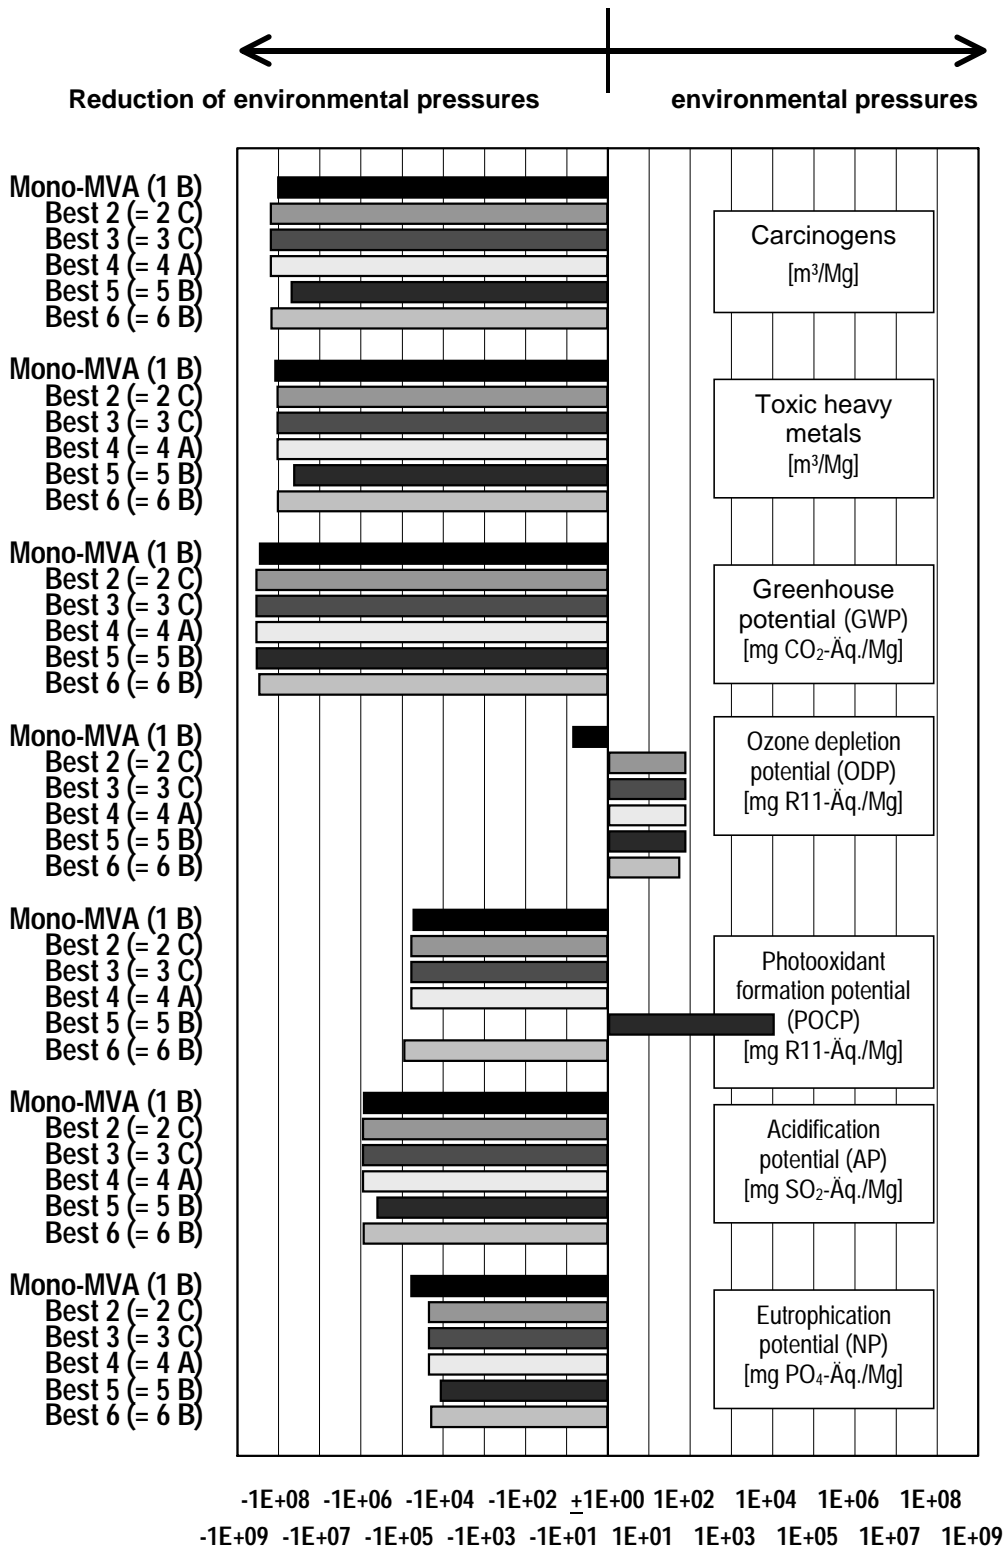 Reduction of environmental pressures
environmental pressures
Mono-MVA (1 B)
Best 2 (= 2 C)
Best 3 (= 3 C)
Best 4 (= 4 A)
Best 5 (= 5 B)
Best 6 (= 6 B)
Carcinogens
[m³/Mg]
Mono-MVA (1 B)
Best 2 (= 2 C)
Best 3 (= 3 C)
Best 4 (= 4 A)
Best 5 (= 5 B)
Best 6 (= 6 B)
Toxic heavy
metals
[m³/Mg]
Mono-MVA (1 B)
Best 2 (= 2 C)
Best 3 (= 3 C)
Best 4 (= 4 A)
Best 5 (= 5 B)
Best 6 (= 6 B)
Greenhouse
potential (GWP)
[mg CO₂-Äq./Mg]
Mono-MVA (1 B)
Best 2 (= 2 C)
Best 3 (= 3 C)
Best 4 (= 4 A)
Best 5 (= 5 B)
Best 6 (= 6 B)
Ozone depletion
potential (ODP)
[mg R11-Äq./Mg]
Mono-MVA (1 B)
Best 2 (= 2 C)
Best 3 (= 3 C)
Best 4 (= 4 A)
Best 5 (= 5 B)
Best 6 (= 6 B)
Photooxidant
formation potential
(POCP)
[mg R11-Äq./Mg]
Mono-MVA (1 B)
Best 2 (= 2 C)
Best 3 (= 3 C)
Best 4 (= 4 A)
Best 5 (= 5 B)
Best 6 (= 6 B)
Acidification
potential (AP)
[mg SO₂-Äq./Mg]
Mono-MVA (1 B)
Best 2 (= 2 C)
Best 3 (= 3 C)
Best 4 (= 4 A)
Best 5 (= 5 B)
Best 6 (= 6 B)
Eutrophication
potential (NP)
[mg PO₄-Äq./Mg]
-1E+08 -1E+06 -1E+04 -1E+02 ±1E+00 1E+02 1E+04 1E+06 1E+08
-1E+09 -1E+07 -1E+05 -1E+03 -1E+01 1E+01 1E+03 1E+05 1E+07 1E+09